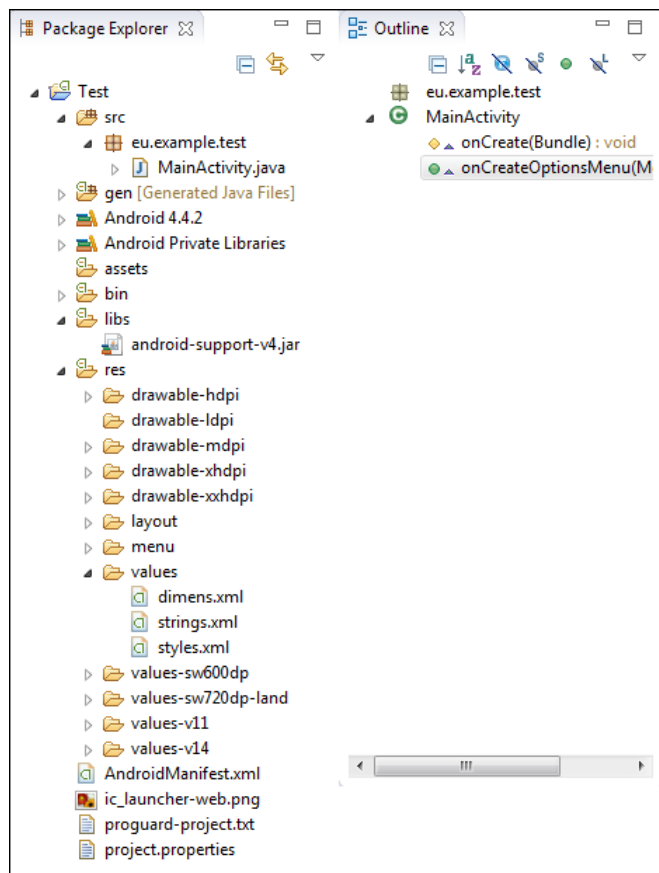 Package Explorer
Test
src
eu.example.test
MainActivity.java
gen [Generated Java Files]
Android 4.4.2
Android Private Libraries
assets
bin
libs
android-support-v4.jar
res
drawable-hdpi
drawable-ldpi
drawable-mdpi
drawable-xhdpi
drawable-xxhdpi
layout
menu
values
dimens.xml
strings.xml
styles.xml
values-sw600dp
values-sw720dp-land
values-v11
values-v14
AndroidManifest.xml
ic_launcher-web.png
proguard-project.txt
project.properties
Outline
eu.example.test
MainActivity
onCreate(Bundle) : void
onCreateOptionsMenu(M